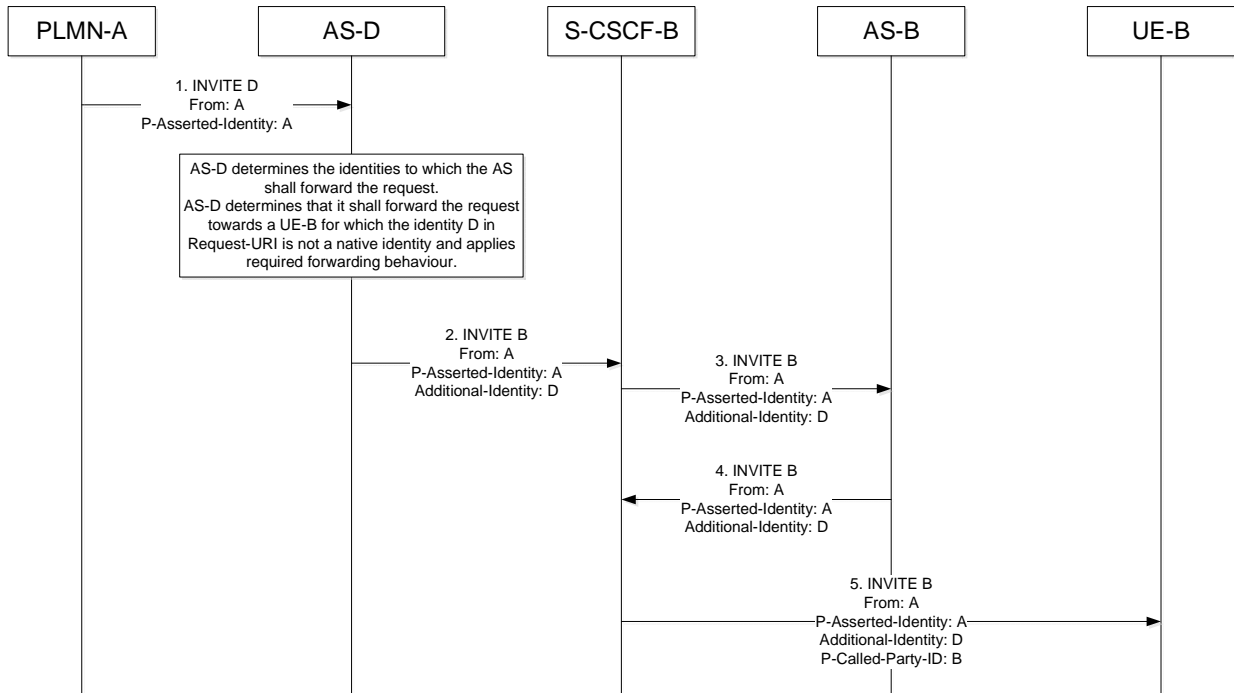 PLMN-A
AS-D
S-CSCF-B
AS-B
UE-B
1. INVITE D
From: A
P-Asserted-Identity: A
AS-D determines the identities to which the AS
shall forward the request.
AS-D determines that it shall forward the request
towards a UE-B for which the identity D in
Request-URI is not a native identity and applies
required forwarding behaviour.
2. INVITE B
From: A
P-Asserted-Identity: A
Additional-Identity: D
3. INVITE B
From: A
P-Asserted-Identity: A
Additional-Identity: D
4. INVITE B
From: A
P-Asserted-Identity: A
Additional-Identity: D
5. INVITE B
From: A
P-Asserted-Identity: A
Additional-Identity: D
P-Called-Party-ID: B